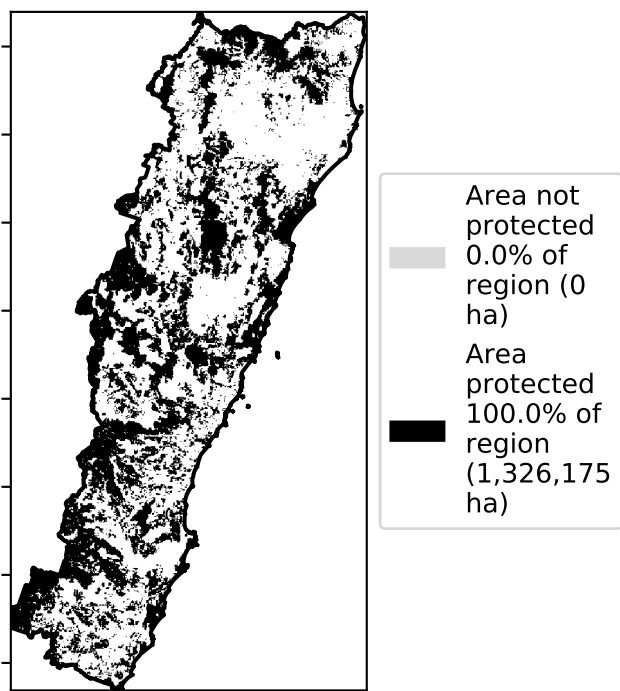 Area not
protected
0.0% of
region (0
ha)
Area
protected
100.0% of
region
(1,326,175
ha)